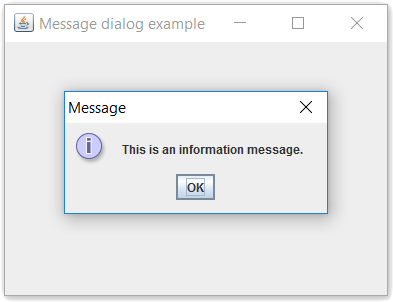 Message dialog example
Message
This is an information message.
OK